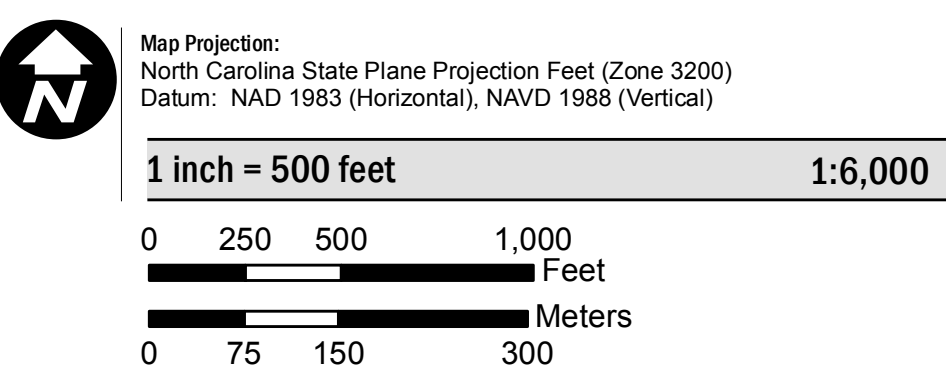 N
Map Projection:
North Carolina State Plane Projection Feet (Zone 3200)
Datum: NAD 1983 (Horizontal), NAVD 1988 (Vertical)
1 inch = 500 feet 1:6,000
0 250 500 1,000
Feet
Meters
0 75 150 300